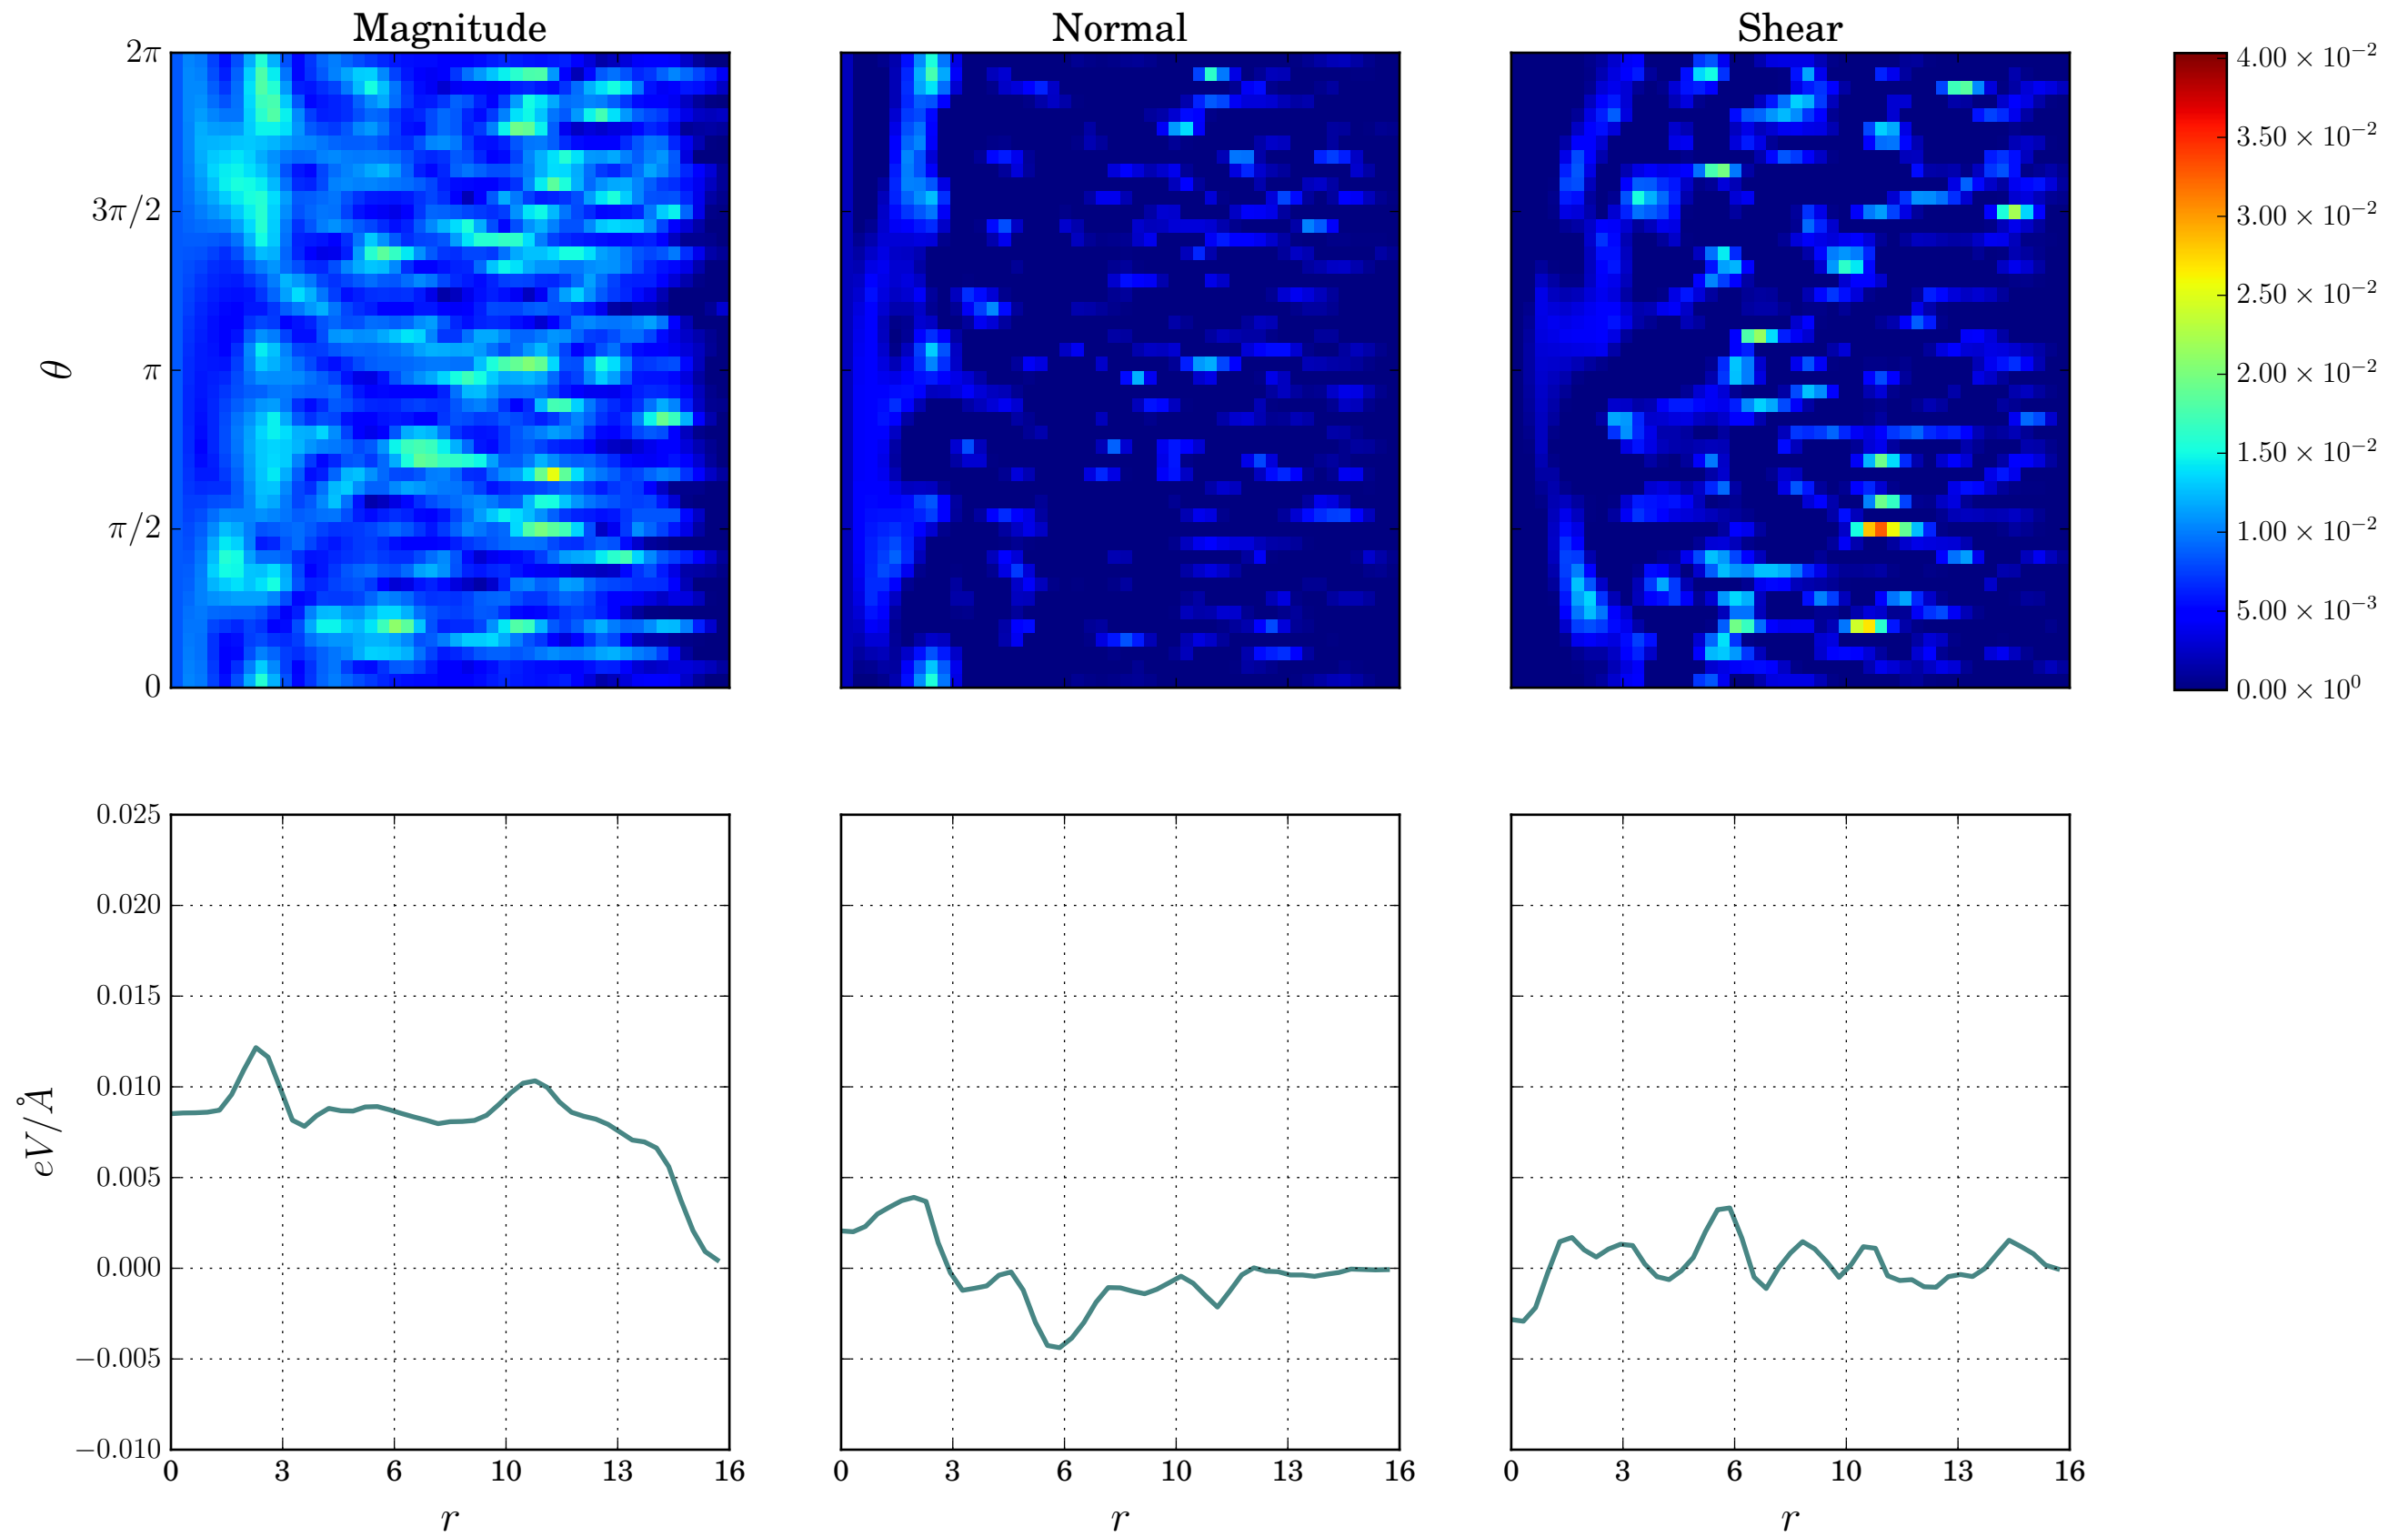 Magnitude
Normal
Shear
2π
3π/2
π
π/2
0
θ
4.00 × 10⁻²
3.50 × 10⁻²
3.00 × 10⁻²
2.50 × 10⁻²
2.00 × 10⁻²
1.50 × 10⁻²
1.00 × 10⁻²
5.00 × 10⁻³
0.00 × 10⁰
0.025
0.020
0.015
0.010
0.005
0.000
−0.005
−0.010
eV/Å
0 3 6 10 13 16
0 3 6 10 13 16
0 3 6 10 13 16
r
r
r